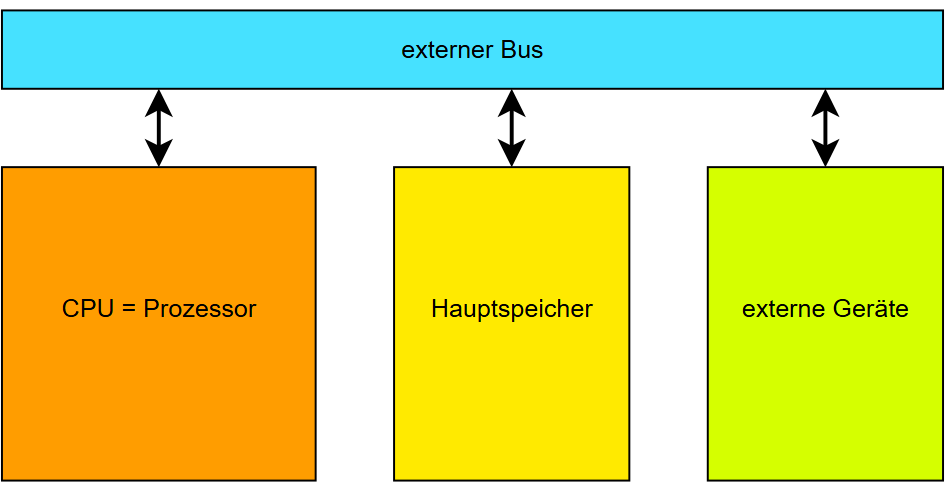 externer Bus
CPU = Prozessor
Hauptspeicher
externe Geräte